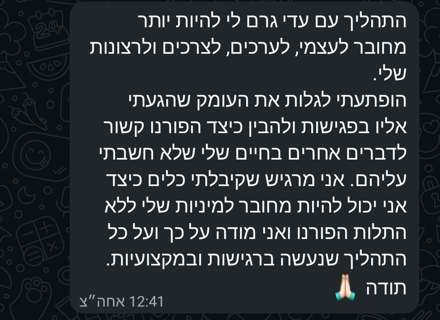 התהליך עם עדי גרם לי להיות יותר
מחובר לעצמי, לערכים, לצרכים ולרצונות
שלי.
הופתעתי לגלות את העומק שהגעתי
אליו בפגישות ולהבין כיצד הפורנו קשור
לדברים אחרים בחיים שלי שלא חשבתי
עליהם. אני מרגיש שקיבלתי כלים כיצד
אני יכול להיות מחובר למיניות שלי ללא
התלות הפורנו ואני מודה על כך ועל כל
התהליך שנעשה ברגישות ובמקצועיות.
תודה 🙏🏻
12:41 אחה״צ